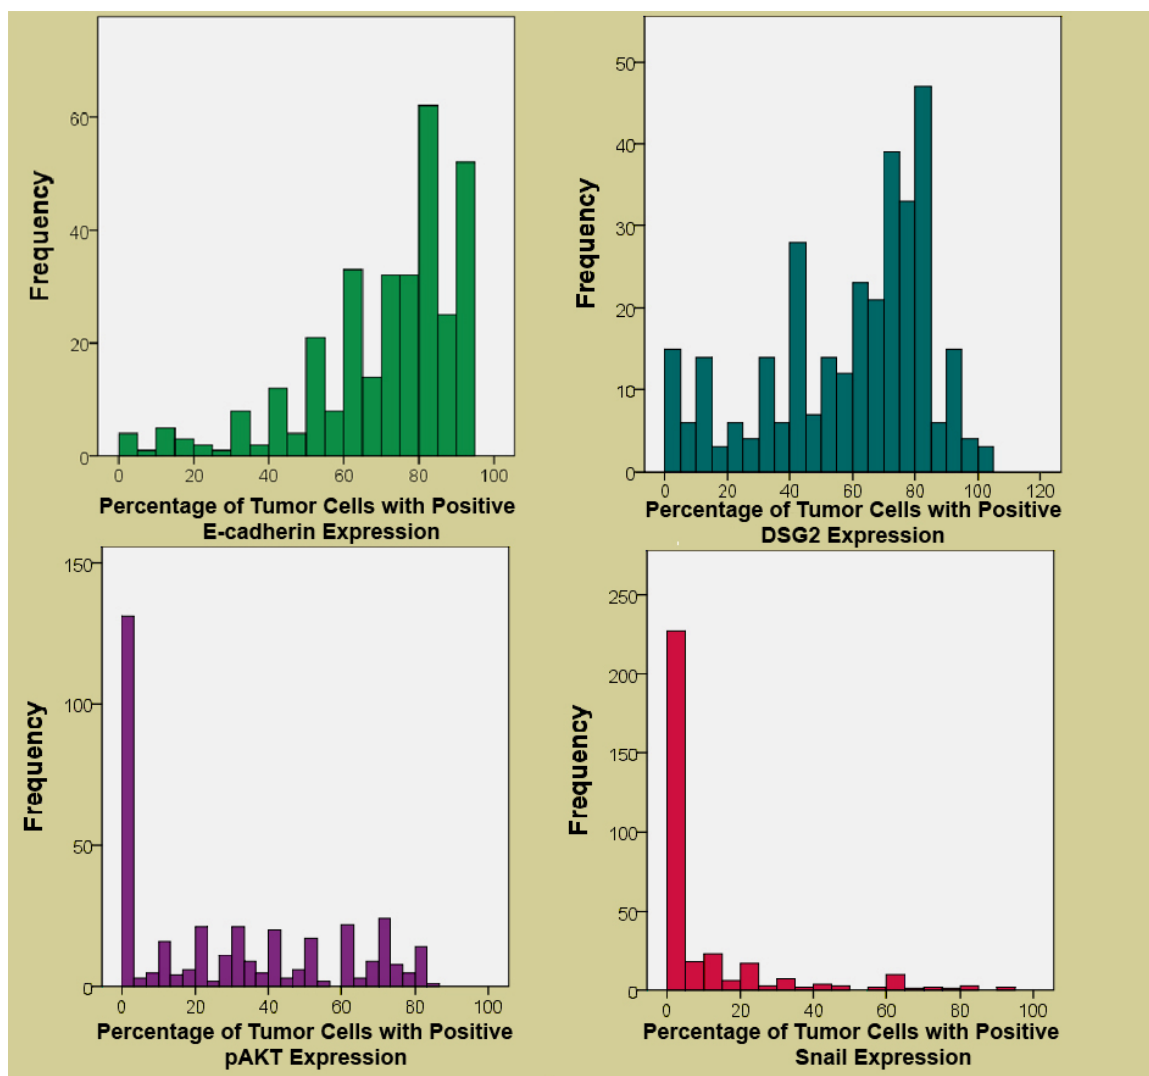 Frequency
60
40
20
0
0 20 40 60 80 100
Percentage of Tumor Cells with Positive
E-cadherin Expression
Frequency
50
40
30
20
10
0
0 20 40 60 80 100 120
Percentage of Tumor Cells with Positive
DSG2 Expression
Frequency
150
100
50
0
0 20 40 60 80 100
Percentage of Tumor Cells with Positive
pAKT Expression
Frequency
250
200
150
100
50
0
0 20 40 60 80 100
Percentage of Tumor Cells with Positive
Snail Expression